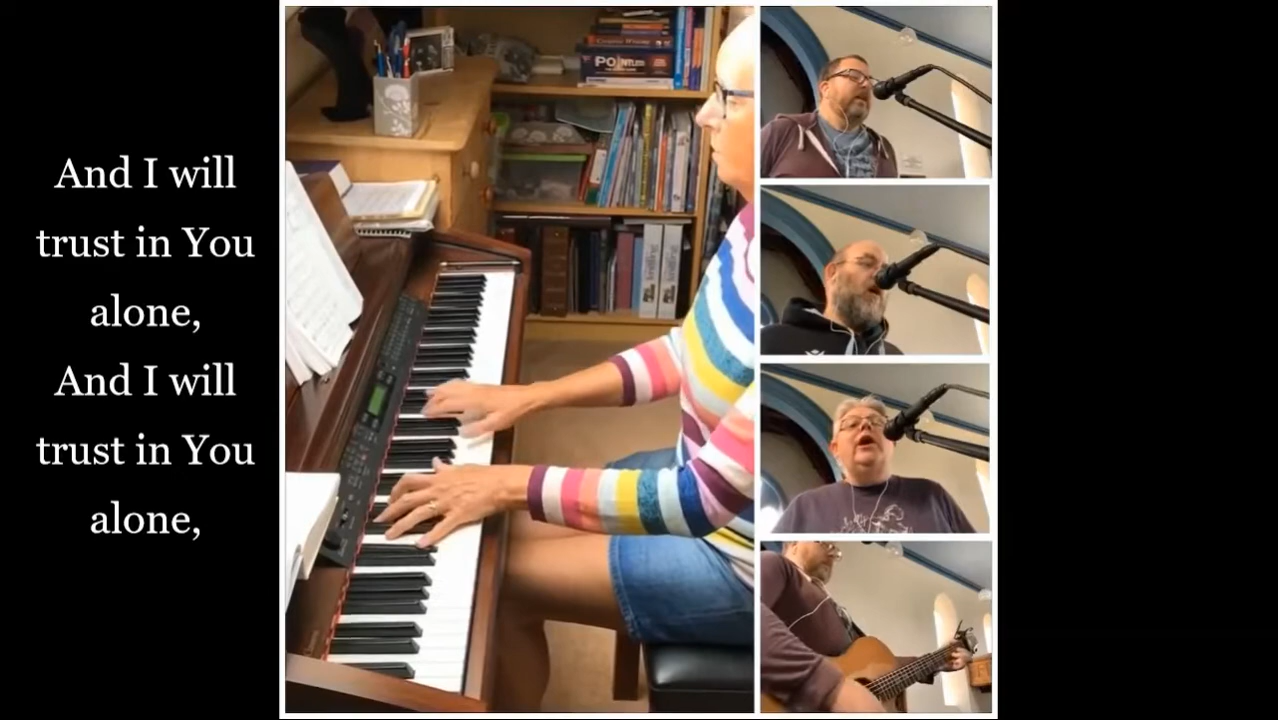 And I will
trust in You
alone,
And I will
trust in You
alone,
POINTLESS